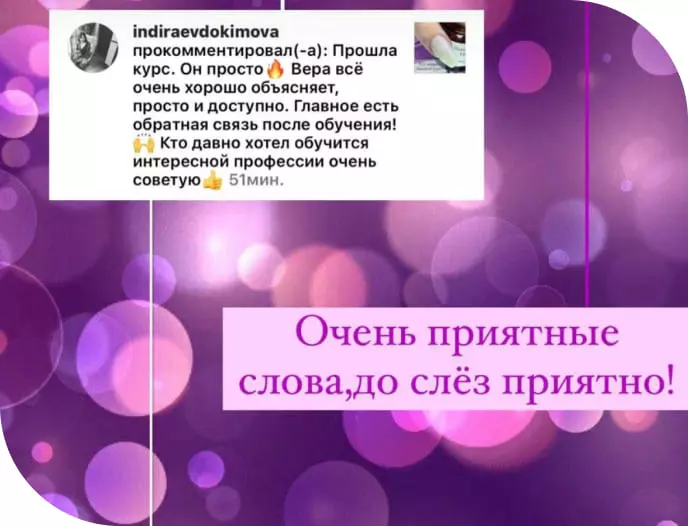 indiraevdokimova
прокомментировал(-а): Прошла
курс. Он просто🔥 Вера всё
очень хорошо объясняет,
просто и доступно. Главное есть
обратная связь после обучения!
🙌 Кто давно хотел обучится
интересной профессии очень
советую👍 51мин.
Очень приятные
слова,до слёз приятно!